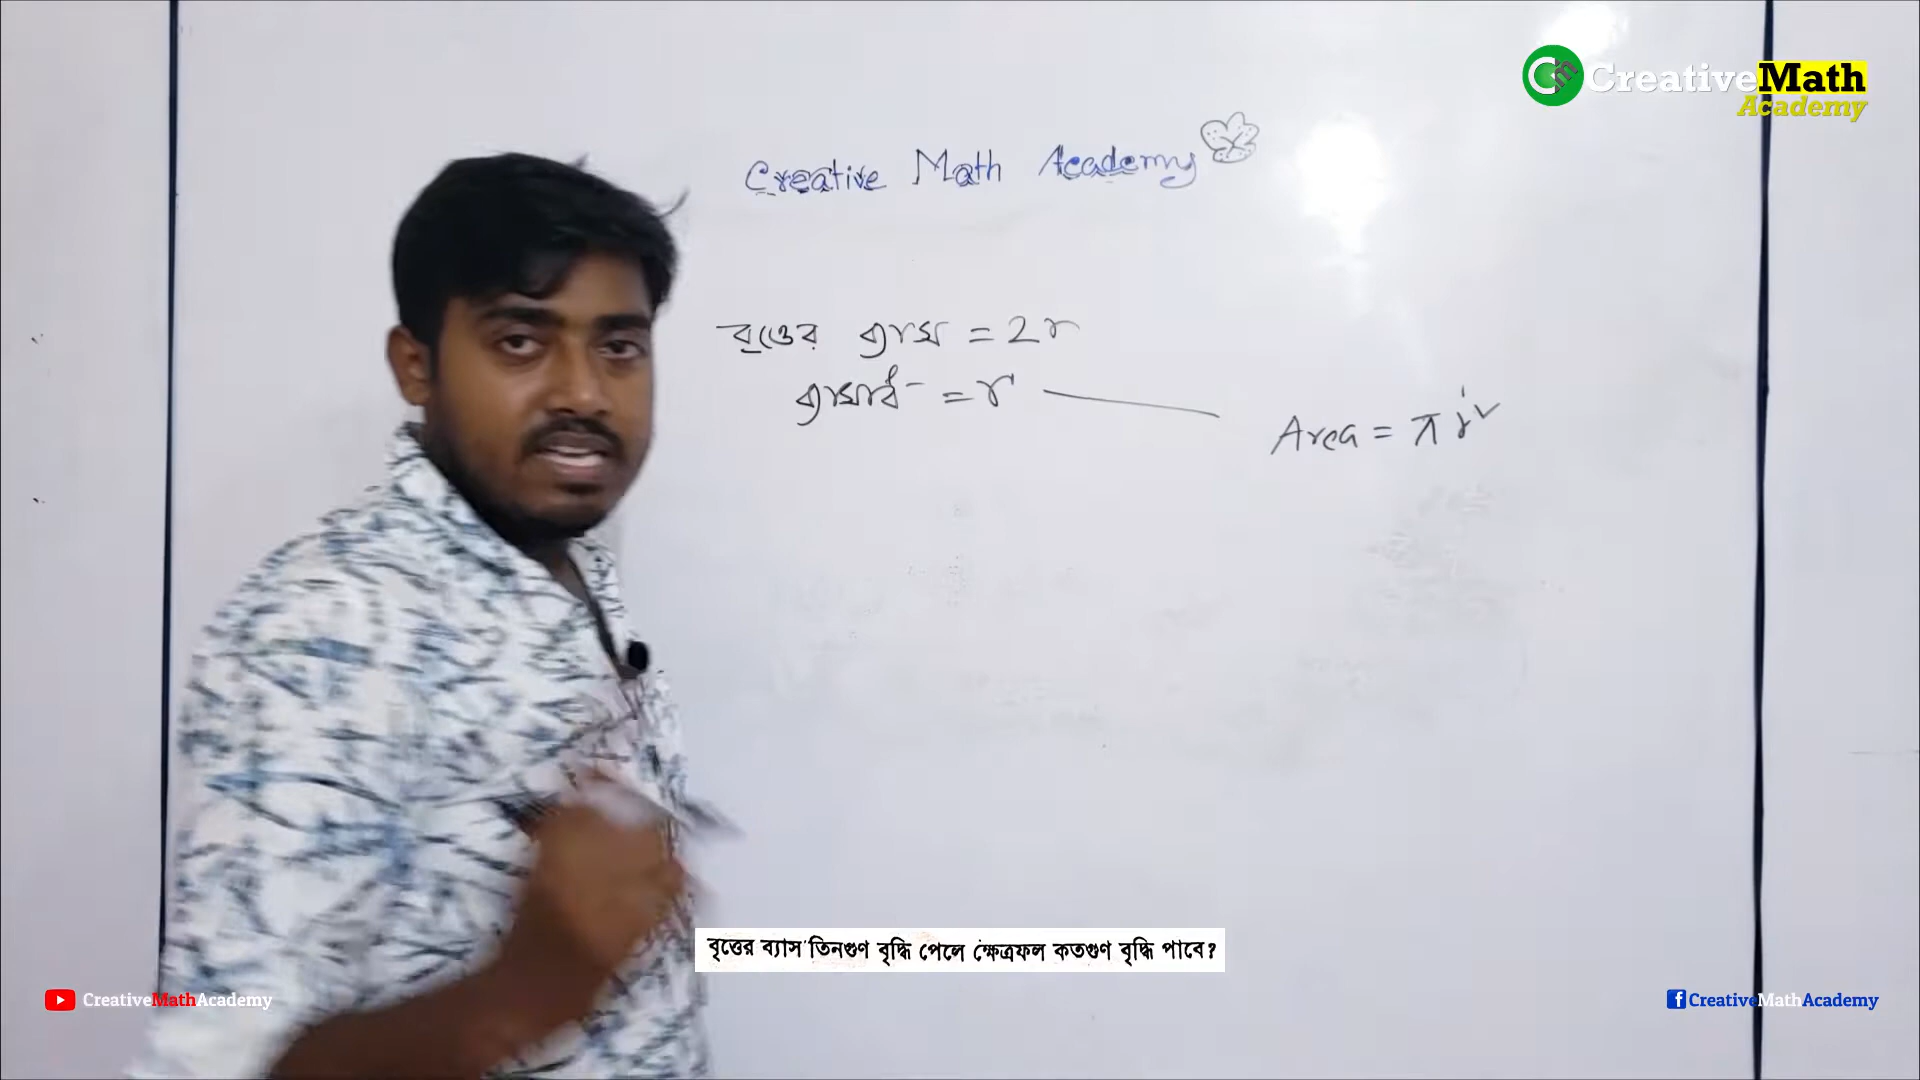 CreativeMath
Academy
Creative Math Academy
বৃত্তের ব্যাস = 2r
ব্যাসার্ধ = r
Area = πr²
বৃত্তের ব্যাস তিনগুণ বৃদ্ধি পেলে ক্ষেত্রফল কতগুণ বৃদ্ধি পাবে?
CreativeMathAcademy
CreativeMathAcademy